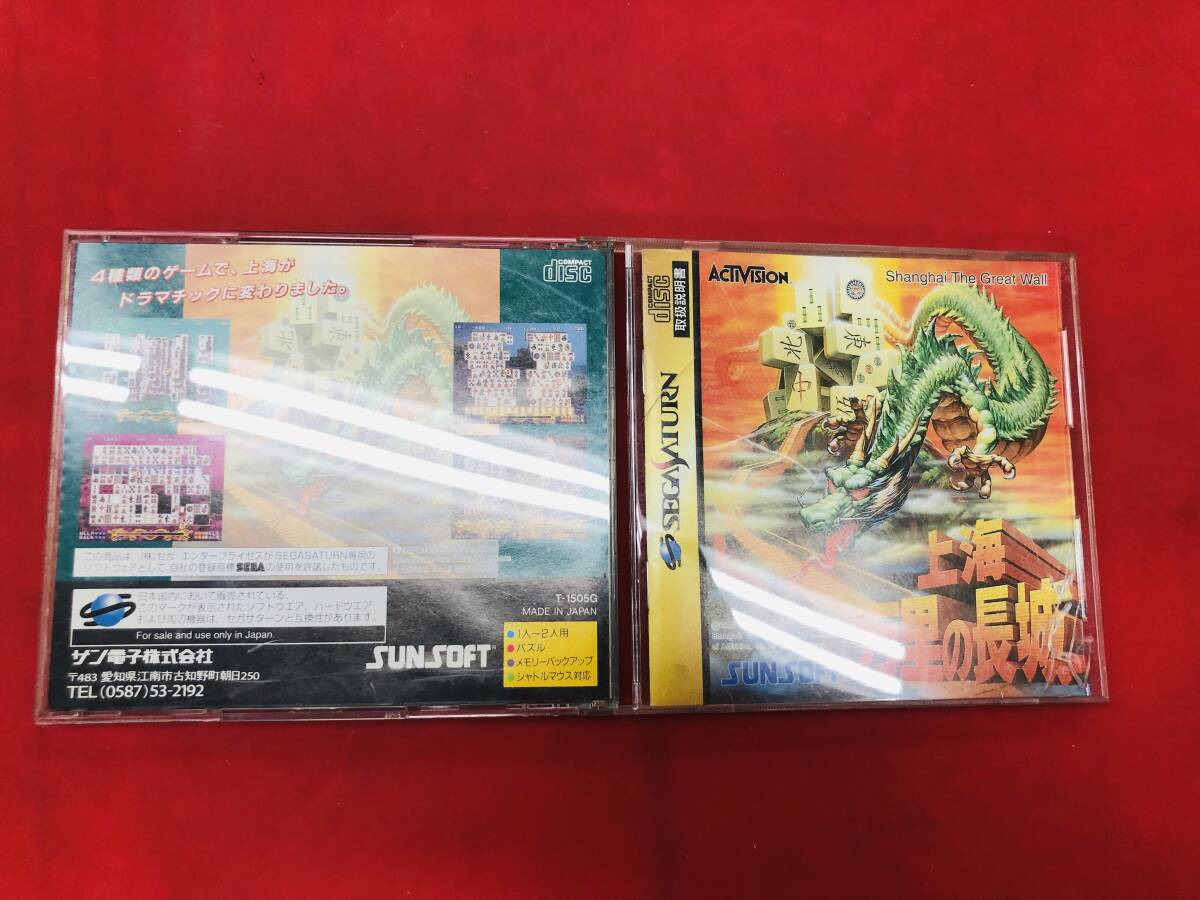 4種類のゲームで、上海が
ドラマチックに変わりました。
COMPACT
disc
この商品は、(株)セガ エンタープライゼスがSEGASATURN専用の
ソフトウェアとして、自社の登録商標SEGAの使用を許諾したものです。
日本国内において販売されている、
このマークが表示されたソフトウエア、ハードウエア
および周辺機器は、セガサターンと互換性があります。
For sale and use only in Japan.
T-1505G
MADE IN JAPAN
サン電子株式会社
〒483 愛知県江南市古知野町朝日250
TEL (0587) 53-2192
SUNSOFT
1人~2人用
パズル
メモリーバックアップ
シャトルマウス対応
COMPACT
disc
取扱説明書
SEGASATURN
ACTIVISION
Shanghai The Great Wall
東
北
中
上海
里の長城
SUNSOFT